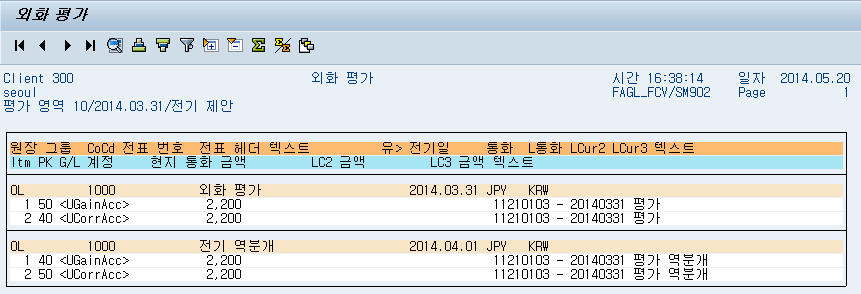 외화 평가
Client 300 외화 평가 시간 16:38:14 일자 2014.05.20
seoul FAGL_FCV/SM902 Page 1
평가 영역 10/2014.03.31/전기 제안
원장 그룹 CoCd 전표 번호 전표 헤더 텍스트 유> 전기일 통화 L통화 LCur2 LCur3 텍스트
Itm PK G/L 계정 현지 통화 금액 LC2 금액 LC3 금액 텍스트
0L 1000 외화 평가 2014.03.31 JPY KRW
1 50 <UGainAcc> 2,200 11210103 - 20140331 평가
2 40 <UCorrAcc> 2,200 11210103 - 20140331 평가
0L 1000 전기 역분개 2014.04.01 JPY KRW
1 40 <UGainAcc> 2,200 11210103 - 20140331 평가 역분개
2 50 <UCorrAcc> 2,200 11210103 - 20140331 평가 역분개